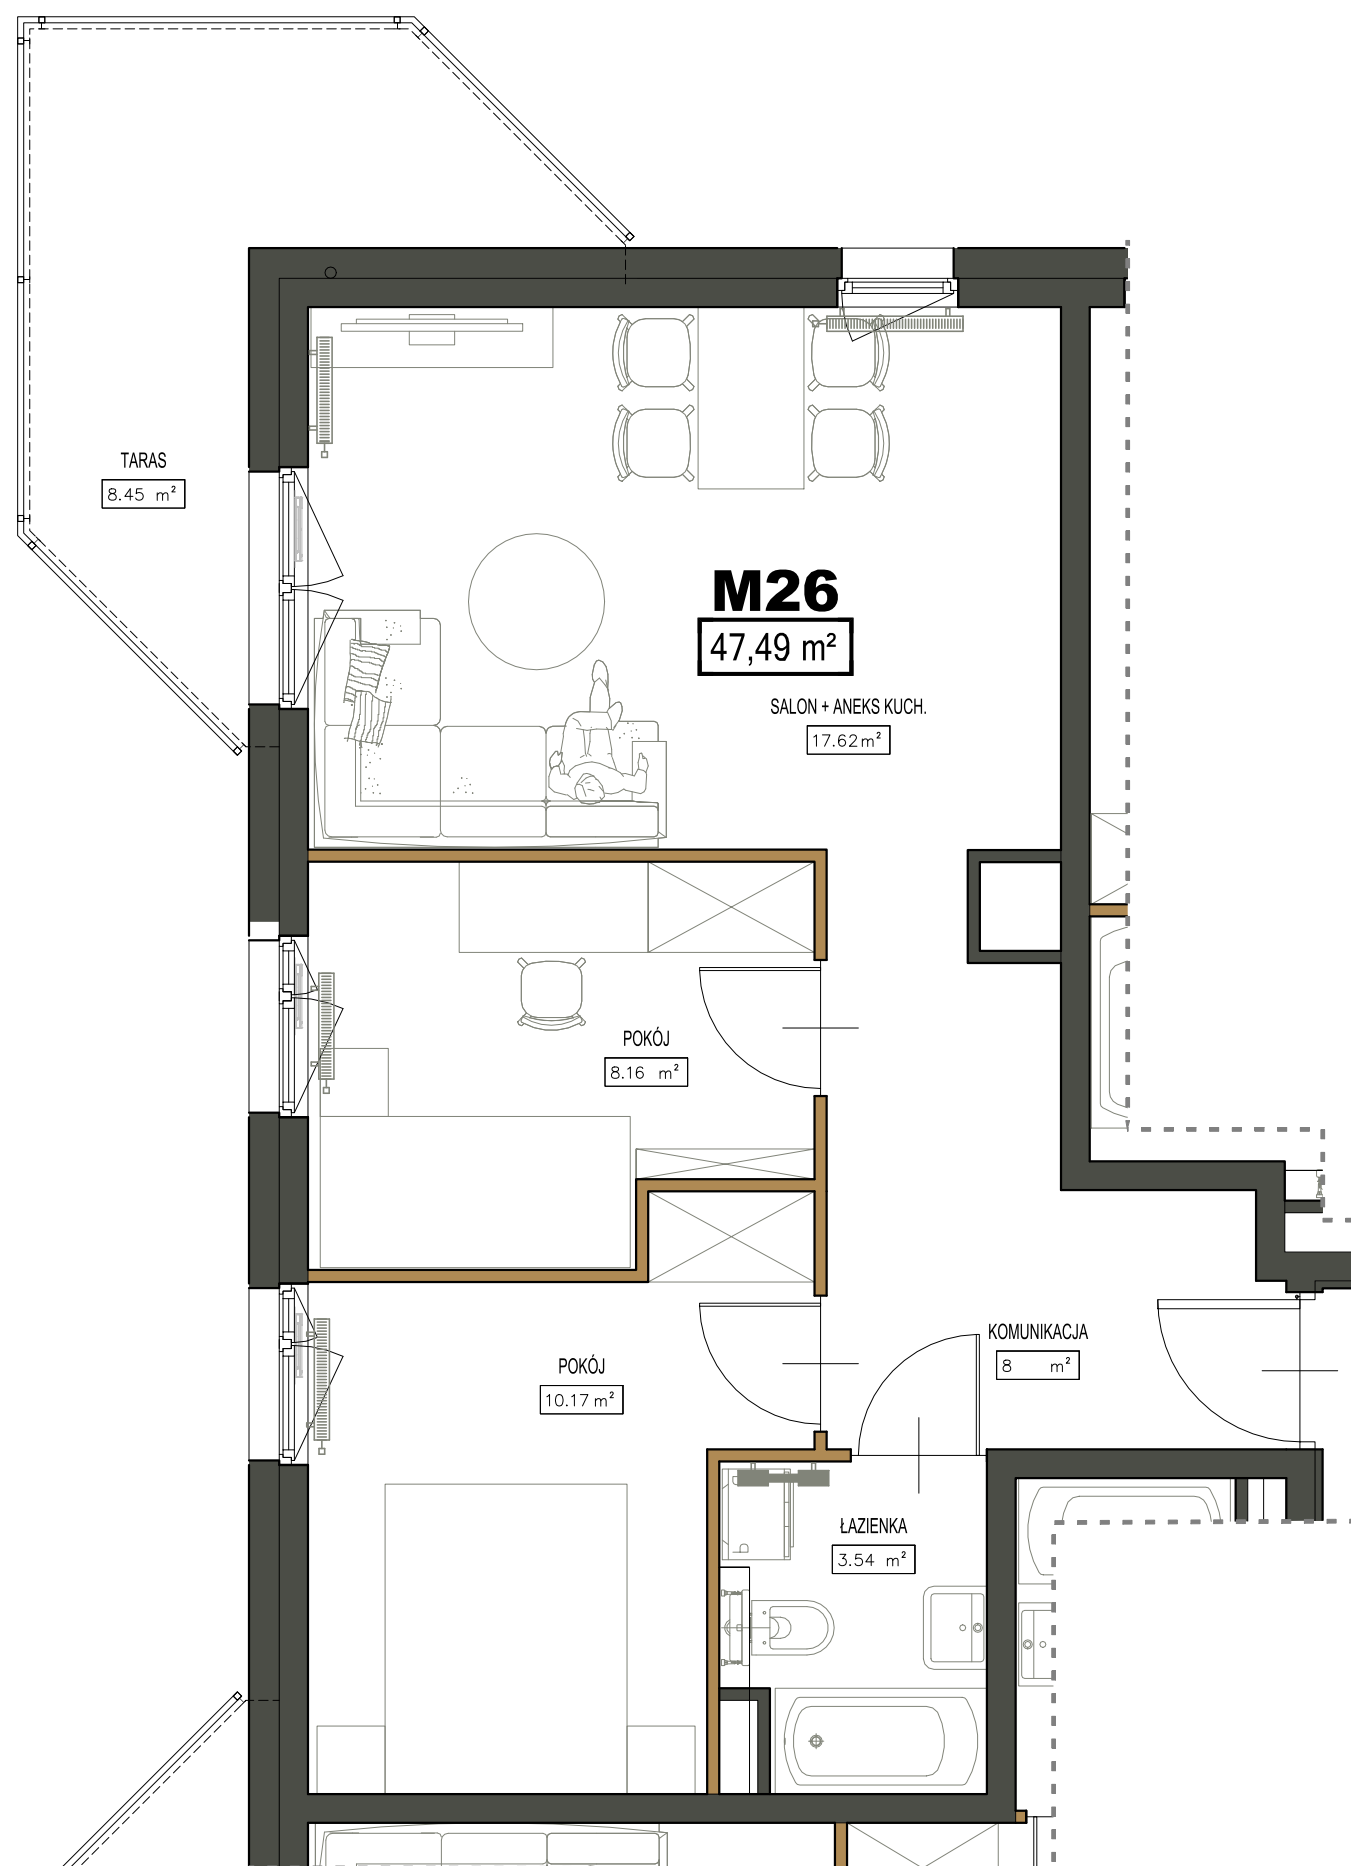 TARAS
8.45 m²
M26
47,49 m²
SALON + ANEKS KUCH.
17.62m²
POKÓJ
8.16 m²
KOMUNIKACJA
8 m²
POKÓJ
10.17 m²
ŁAZIENKA
3.54 m²